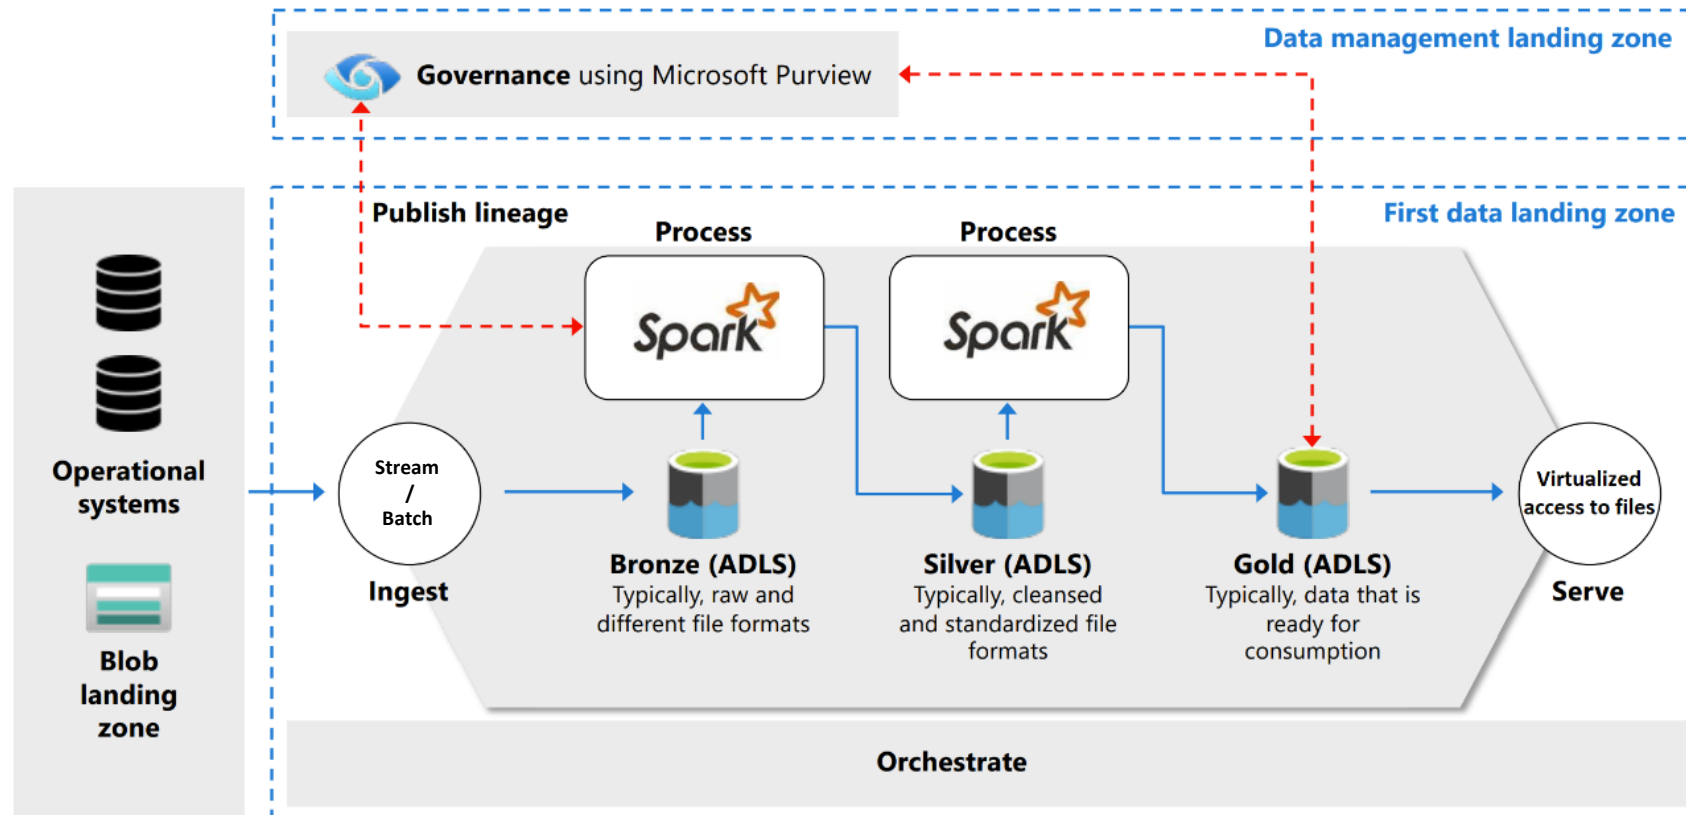 Data management landing zone
Governance using Microsoft Purview
Publish lineage
First data landing zone
Process
Process
Spark
Spark
Operational
systems
Blob
landing
zone
Stream
/
Batch
Ingest
Bronze (ADLS)
Typically, raw and
different file formats
Silver (ADLS)
Typically, cleansed
and standardized file
formats
Gold (ADLS)
Typically, data that is
ready for
consumption
Virtualized
access to files
Serve
Orchestrate